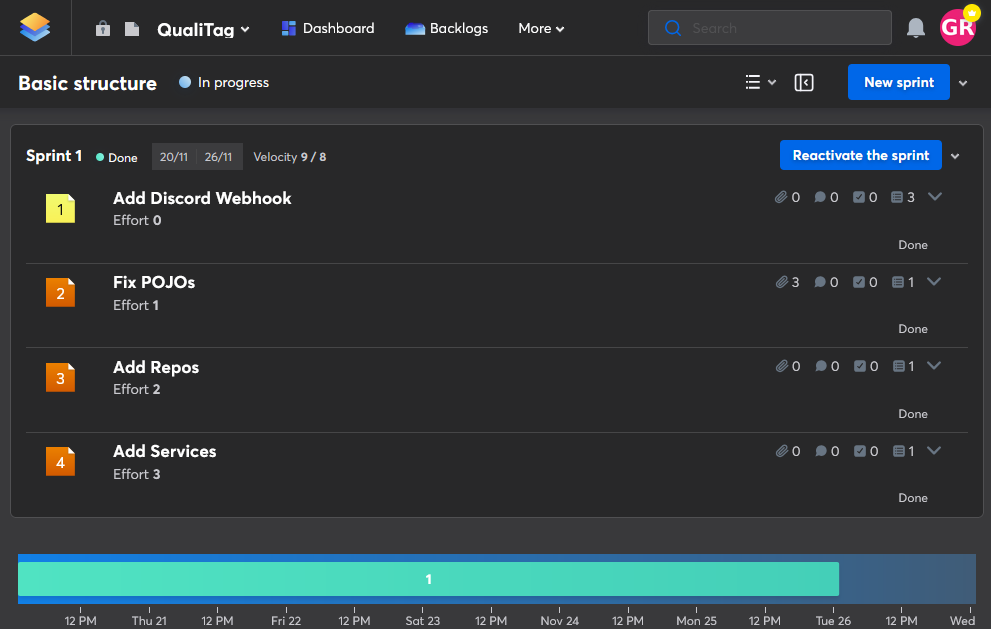 QualiTag Dashboard Backlogs More Search GR
Basic structure In progress New sprint
Sprint 1 Done 20/11 26/11 Velocity 9 / 8 Reactivate the sprint
1 Add Discord Webhook 0 0 0 3
Effort 0
Done
2 Fix POJOs 3 0 0 1
Effort 1
Done
3 Add Repos 0 0 0 1
Effort 2
Done
4 Add Services 0 0 0 1
Effort 3
Done
1
12 PM Thu 21 12 PM Fri 22 12 PM Sat 23 12 PM Nov 24 12 PM Mon 25 12 PM Tue 26 12 PM Wed